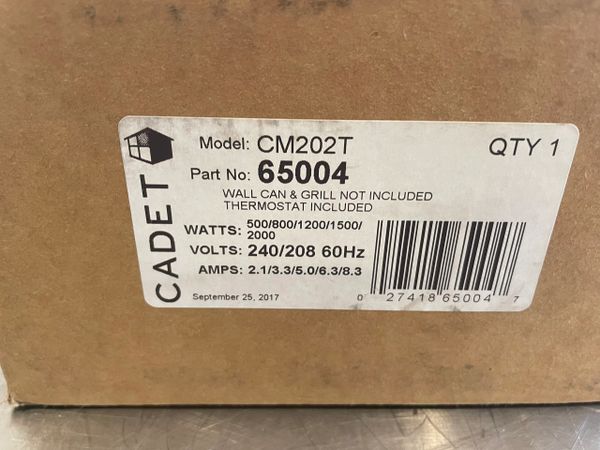 CADET
Model: CM202T
QTY 1
Part No: 65004
WALL CAN & GRILL NOT INCLUDED
THERMOSTAT INCLUDED
WATTS: 500/800/1200/1500/
2000
VOLTS: 240/208 60Hz
AMPS: 2.1/3.3/5.0/6.3/8.3
September 25, 2017
0 27418 65004 7